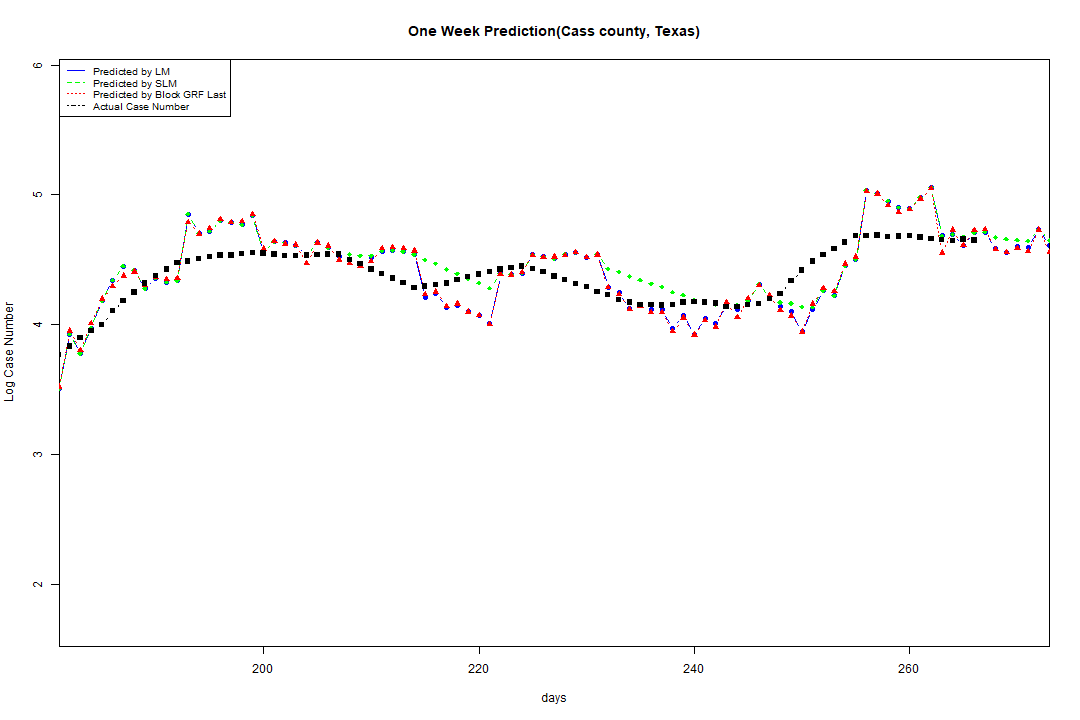 One Week Prediction(Cass county, Texas)
Predicted by LM
Predicted by SLM
Predicted by Block GRF Last
Actual Case Number
6
5
4
3
2
Log Case Number
200
220
240
260
days